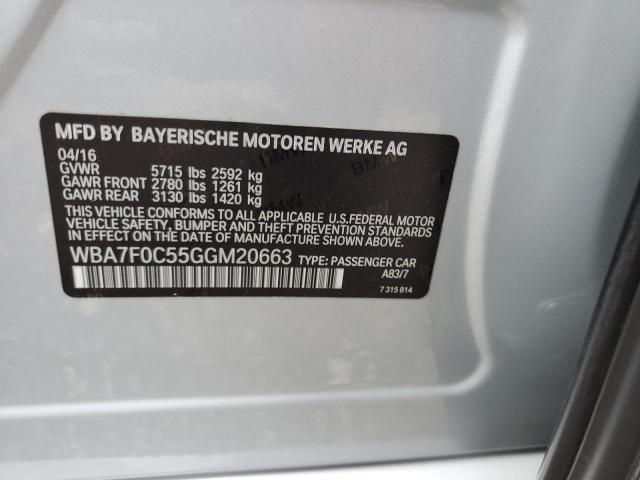 MFD BY BAYERISCHE MOTOREN WERKE AG
04/16
GVWR 5715 lbs 2592 kg
GAWR FRONT 2780 lbs 1261 kg
GAWR REAR 3130 lbs 1420 kg
THIS VEHICLE CONFORMS TO ALL APPLICABLE U.S.FEDERAL MOTOR
VEHICLE SAFETY, BUMPER AND THEFT PREVENTION STANDARDS
IN EFFECT ON THE DATE OF MANUFACTURE SHOWN ABOVE.
WBA7F0C55GGM20663 TYPE: PASSENGER CAR
A83/7
7 315 814
BMW